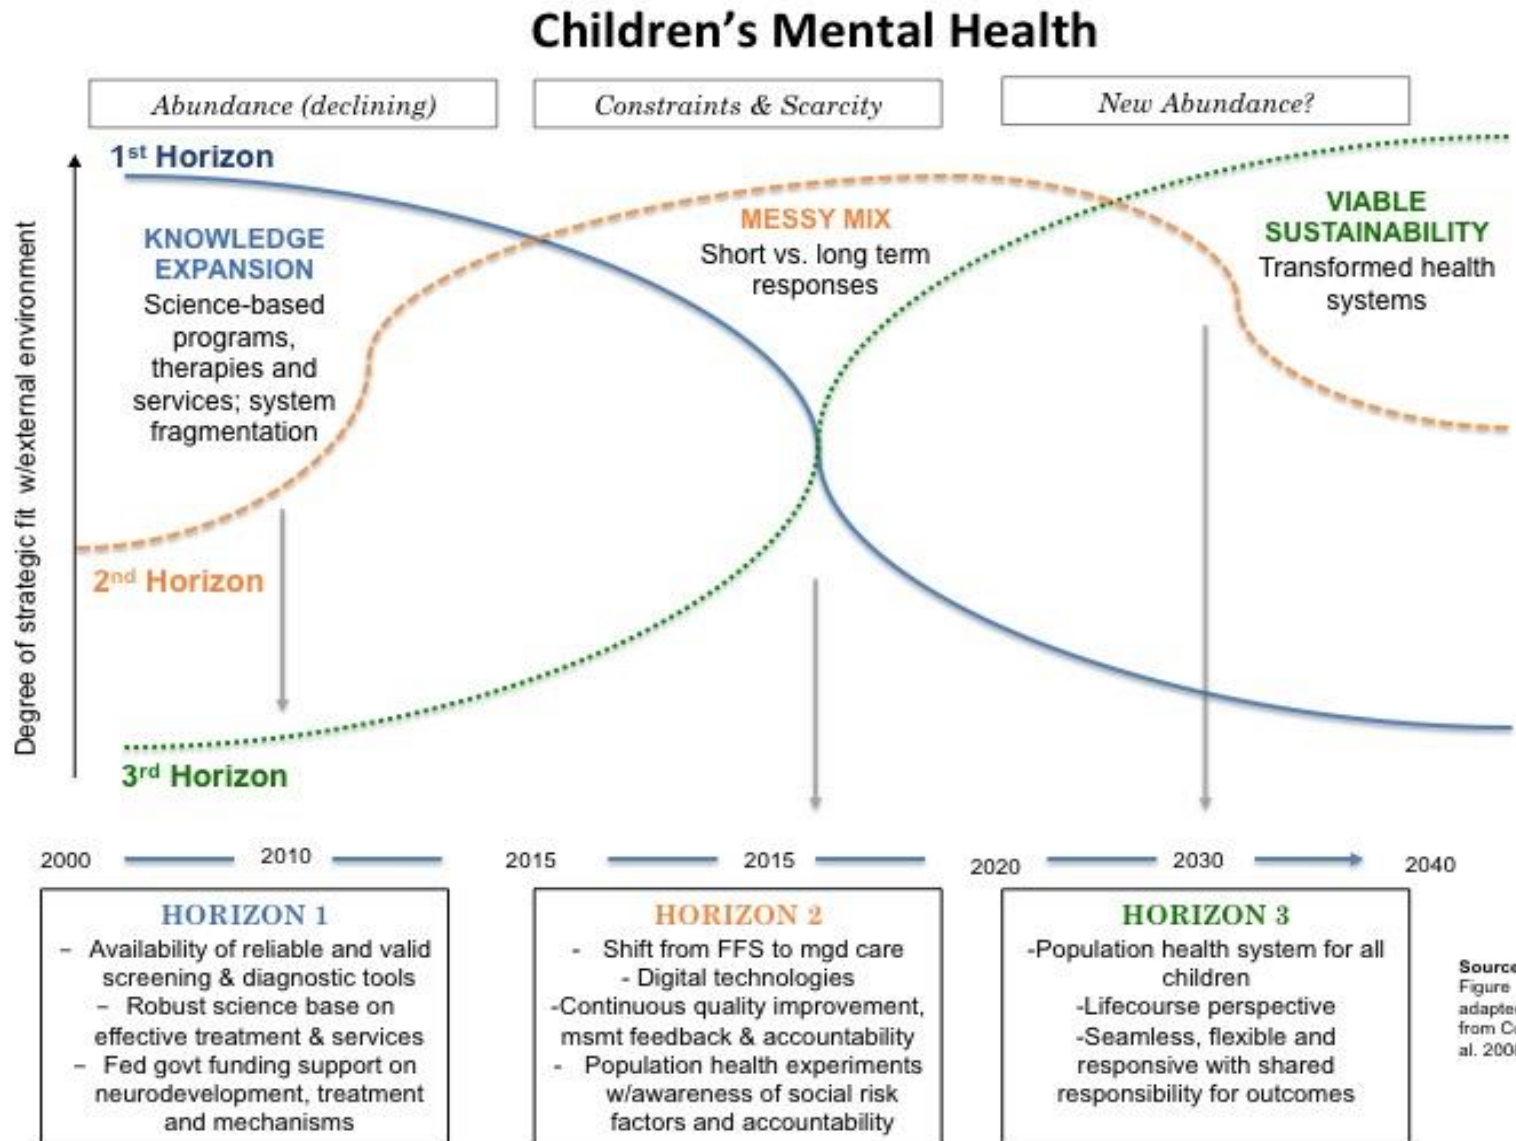 Children's Mental Health
Abundance (declining)
Constraints & Scarcity
New Abundance?
Degree of strategic fit w/external environment
1st Horizon
KNOWLEDGE
EXPANSION
Science-based
programs,
therapies and
services; system
fragmentation
2nd Horizon
3rd Horizon
MESSY MIX
Short vs. long term
responses
VIABLE
SUSTAINABILITY
Transformed health
systems
2000 2010 2015 2015 2020 2030 2040
HORIZON 1
– Availability of reliable and valid
screening & diagnostic tools
– Robust science base on
effective treatment & services
– Fed govt funding support on
neurodevelopment, treatment
and mechanisms
HORIZON 2
- Shift from FFS to mgd care
- Digital technologies
-Continuous quality improvement,
msmt feedback & accountability
- Population health experiments
w/awareness of social risk
factors and accountability
HORIZON 3
-Population health system for all
children
-Lifecourse perspective
-Seamless, flexible and
responsive with shared
responsibility for outcomes
Source
Figure
adapte
from C
al. 200